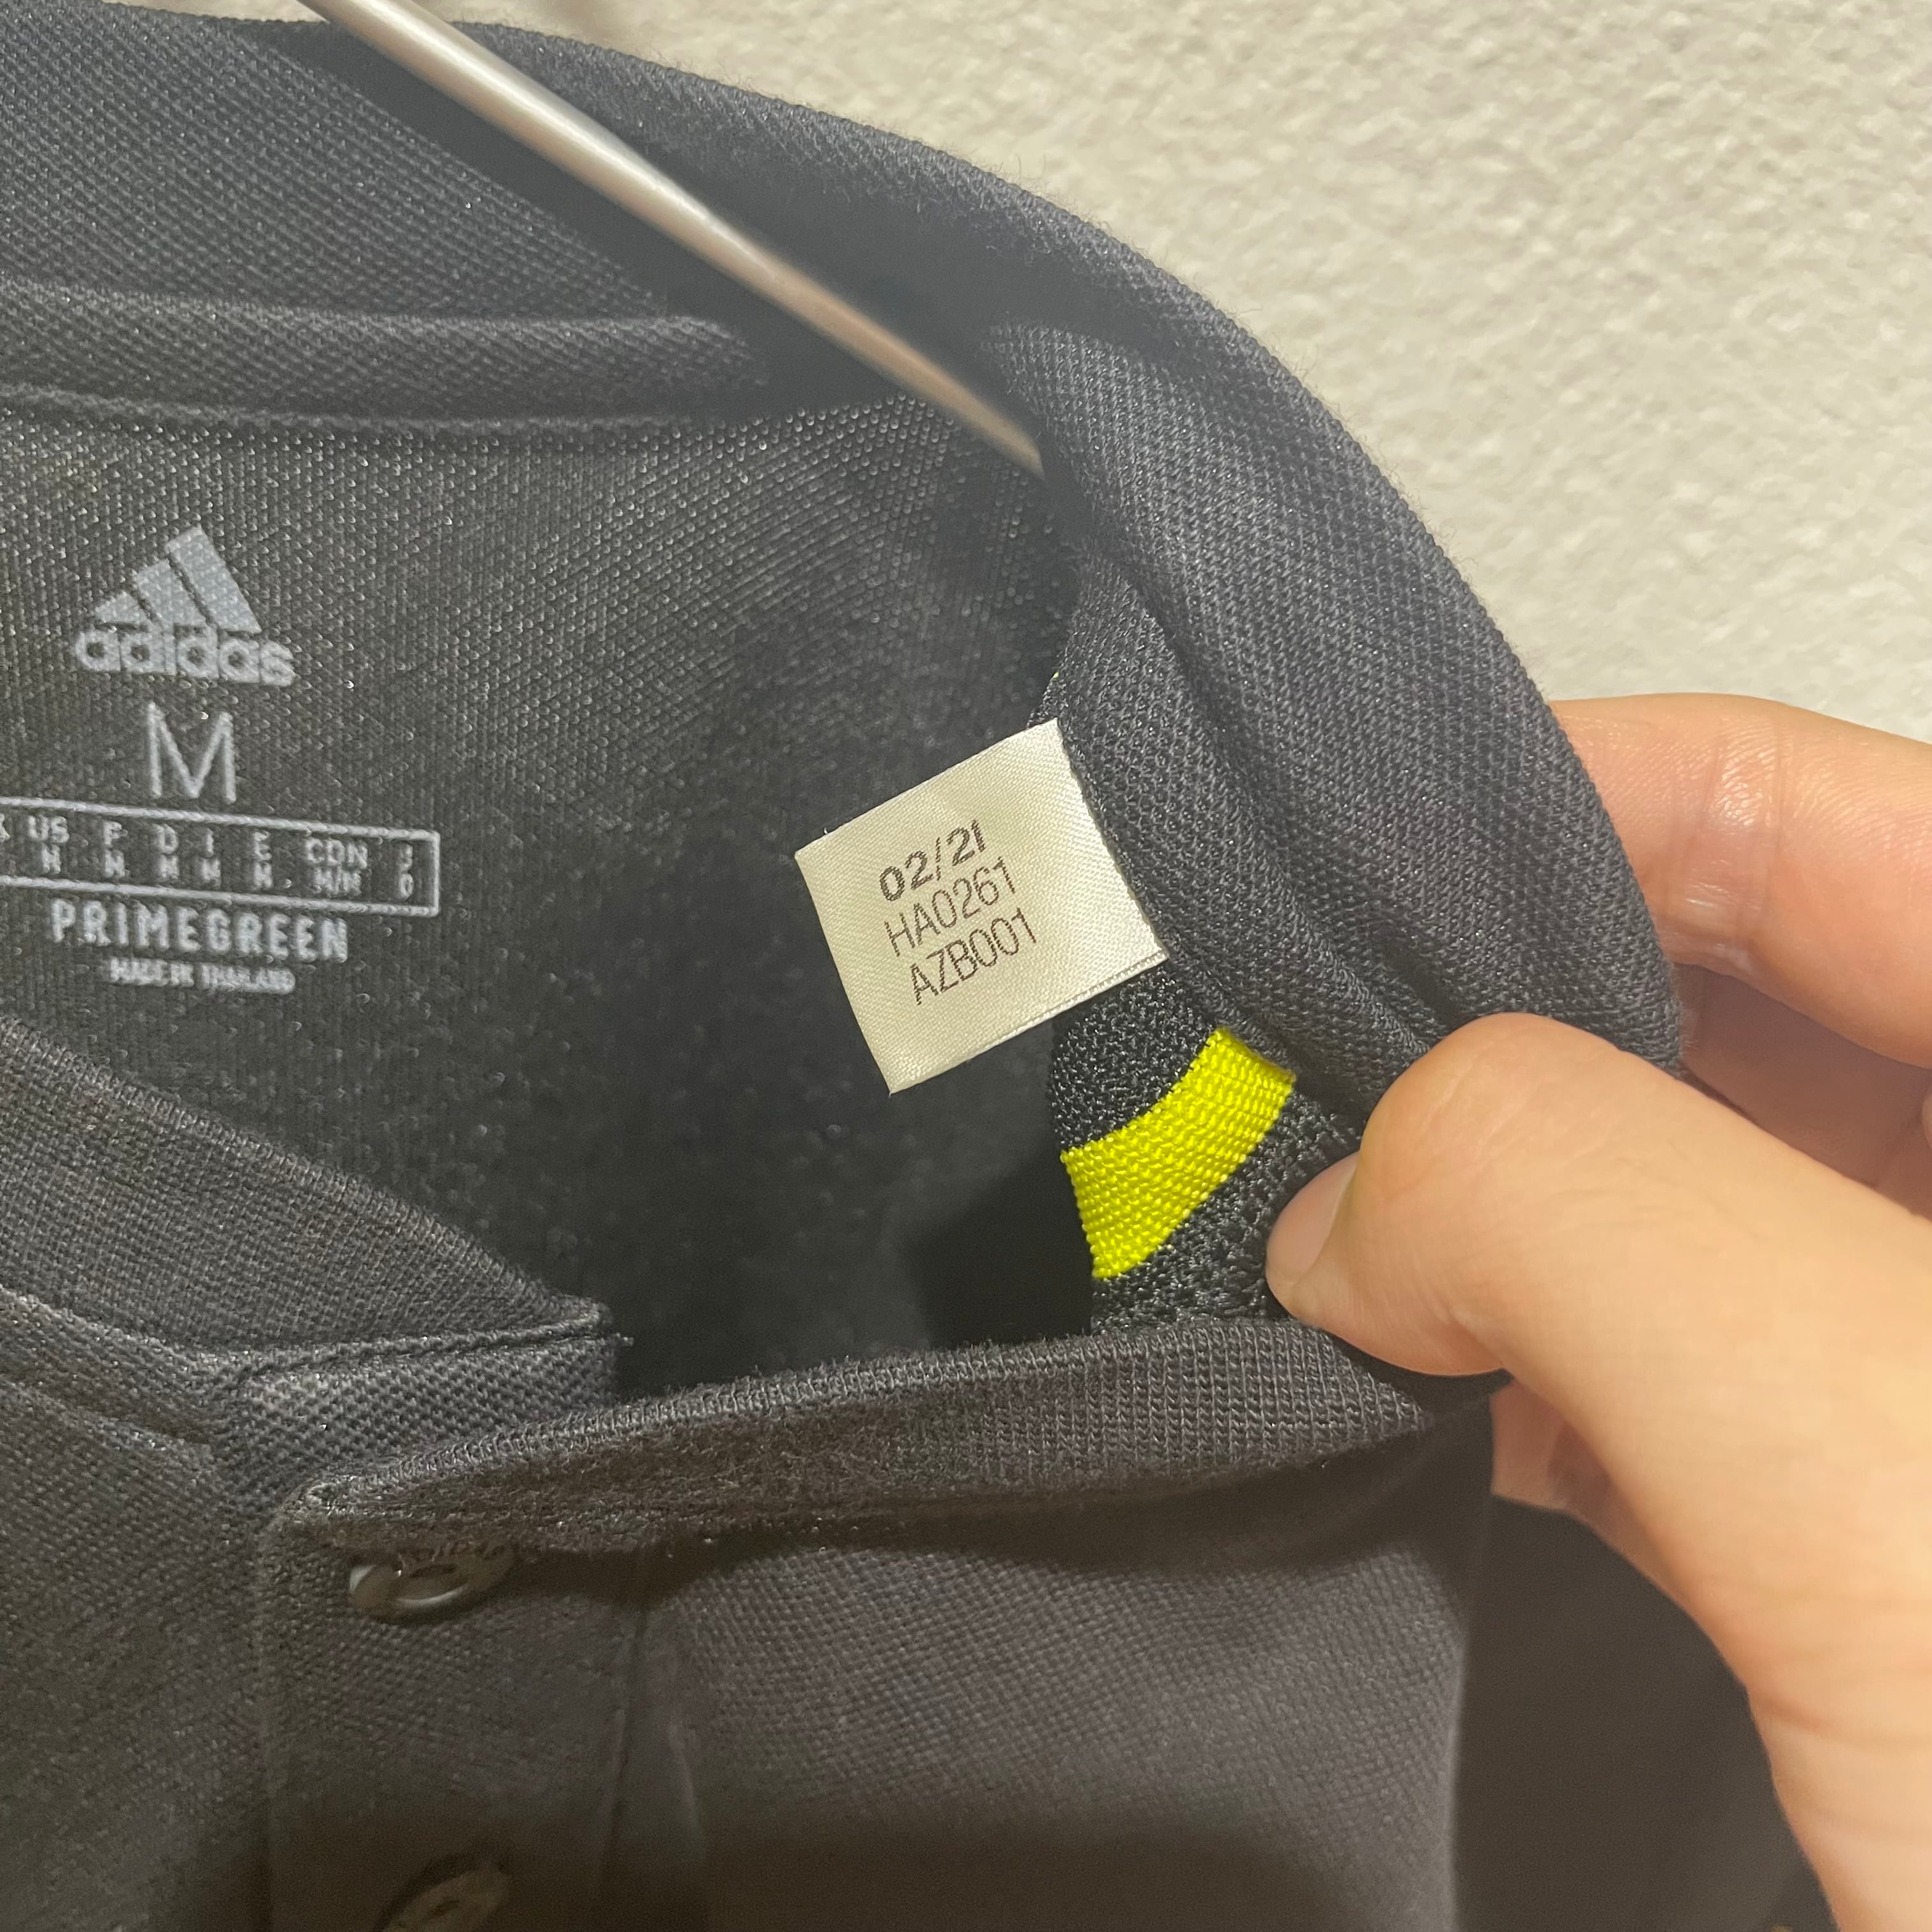 adidas
M
US F D I E CDN J
M M M M M M/M O
PRIMEGREEN
MADE IN THAILAND
02/21
HA0261
AZB001